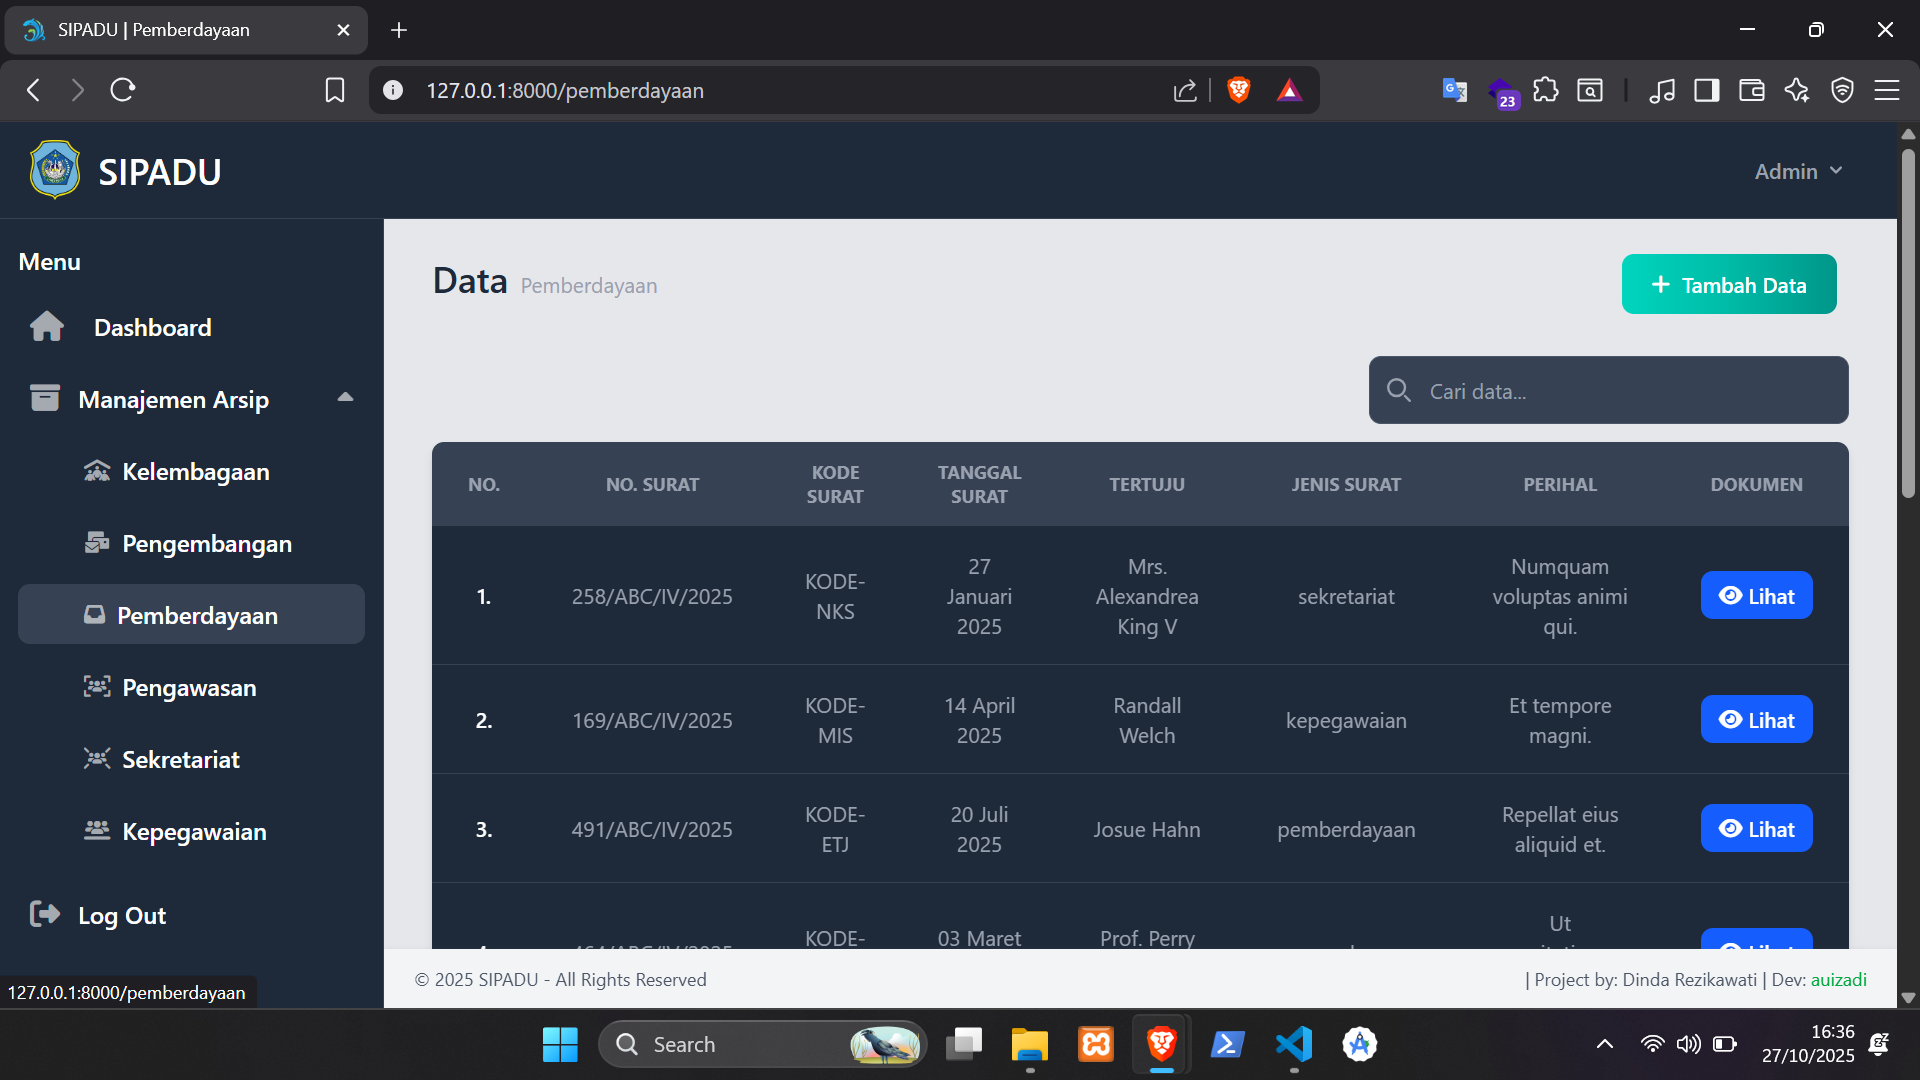 SIPADU | Pemberdayaan
127.0.0.1:8000/pemberdayaan
23
SIPADU
Admin
Menu
Dashboard
Manajemen Arsip
Kelembagaan
Pengembangan
Pemberdayaan
Pengawasan
Sekretariat
Kepegawaian
Log Out
Data Pemberdayaan
+ Tambah Data
Cari data...
NO. NO. SURAT KODE SURAT TANGGAL SURAT TERTUJU JENIS SURAT PERIHAL DOKUMEN
1. 258/ABC/IV/2025 KODE-NKS 27 Januari 2025 Mrs. Alexandrea King V sekretariat Numquam voluptas animi qui. Lihat
2. 169/ABC/IV/2025 KODE-MIS 14 April 2025 Randall Welch kepegawaian Et tempore magni. Lihat
3. 491/ABC/IV/2025 KODE-ETJ 20 Juli 2025 Josue Hahn pemberdayaan Repellat eius aliquid et. Lihat
KODE- 03 Maret Prof. Perry Ut Lihat
© 2025 SIPADU - All Rights Reserved
| Project by: Dinda Rezikawati | Dev: auizadi
127.0.0.1:8000/pemberdayaan
Search
16:36
27/10/2025